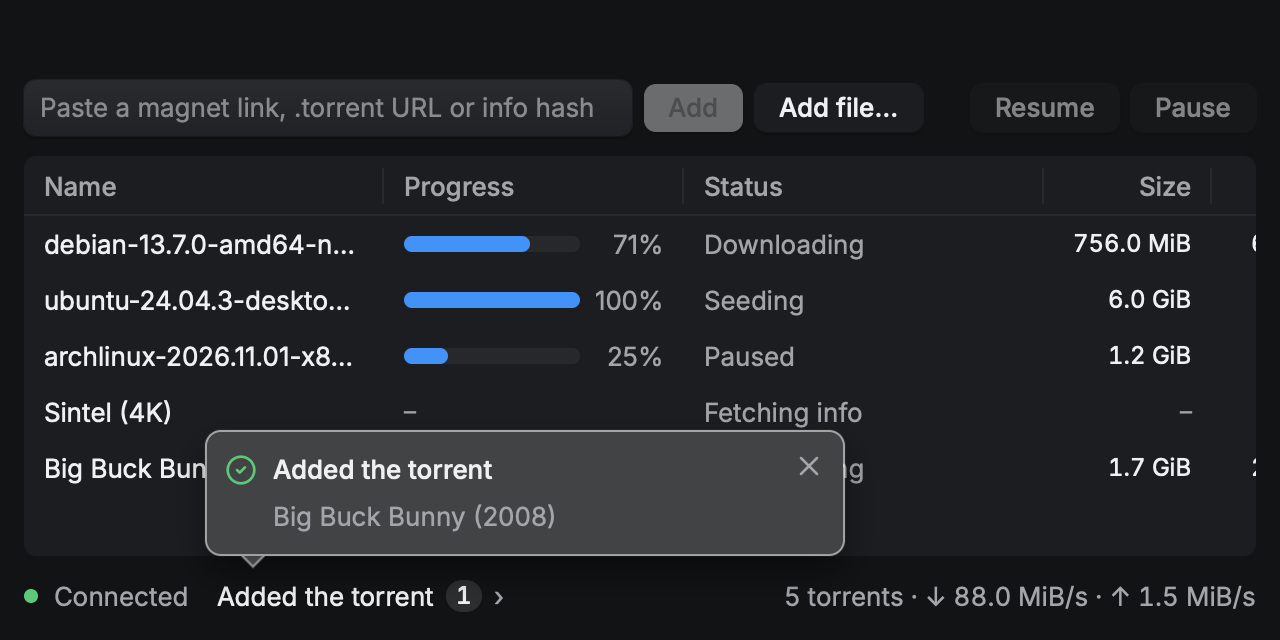 Paste a magnet link, .torrent URL or info hash Add Add file... Resume Pause
Name Progress Status Size
debian-13.7.0-amd64-n... 71% Downloading 756.0 MiB
ubuntu-24.04.3-deskto... 100% Seeding 6.0 GiB
archlinux-2026.11.01-x8... 25% Paused 1.2 GiB
Sintel (4K) – Fetching info –
Big Buck 1.7 GiB
Added the torrent
Big Buck Bunny (2008)
Connected Added the torrent 1 › 5 torrents · ↓ 88.0 MiB/s · ↑ 1.5 MiB/s